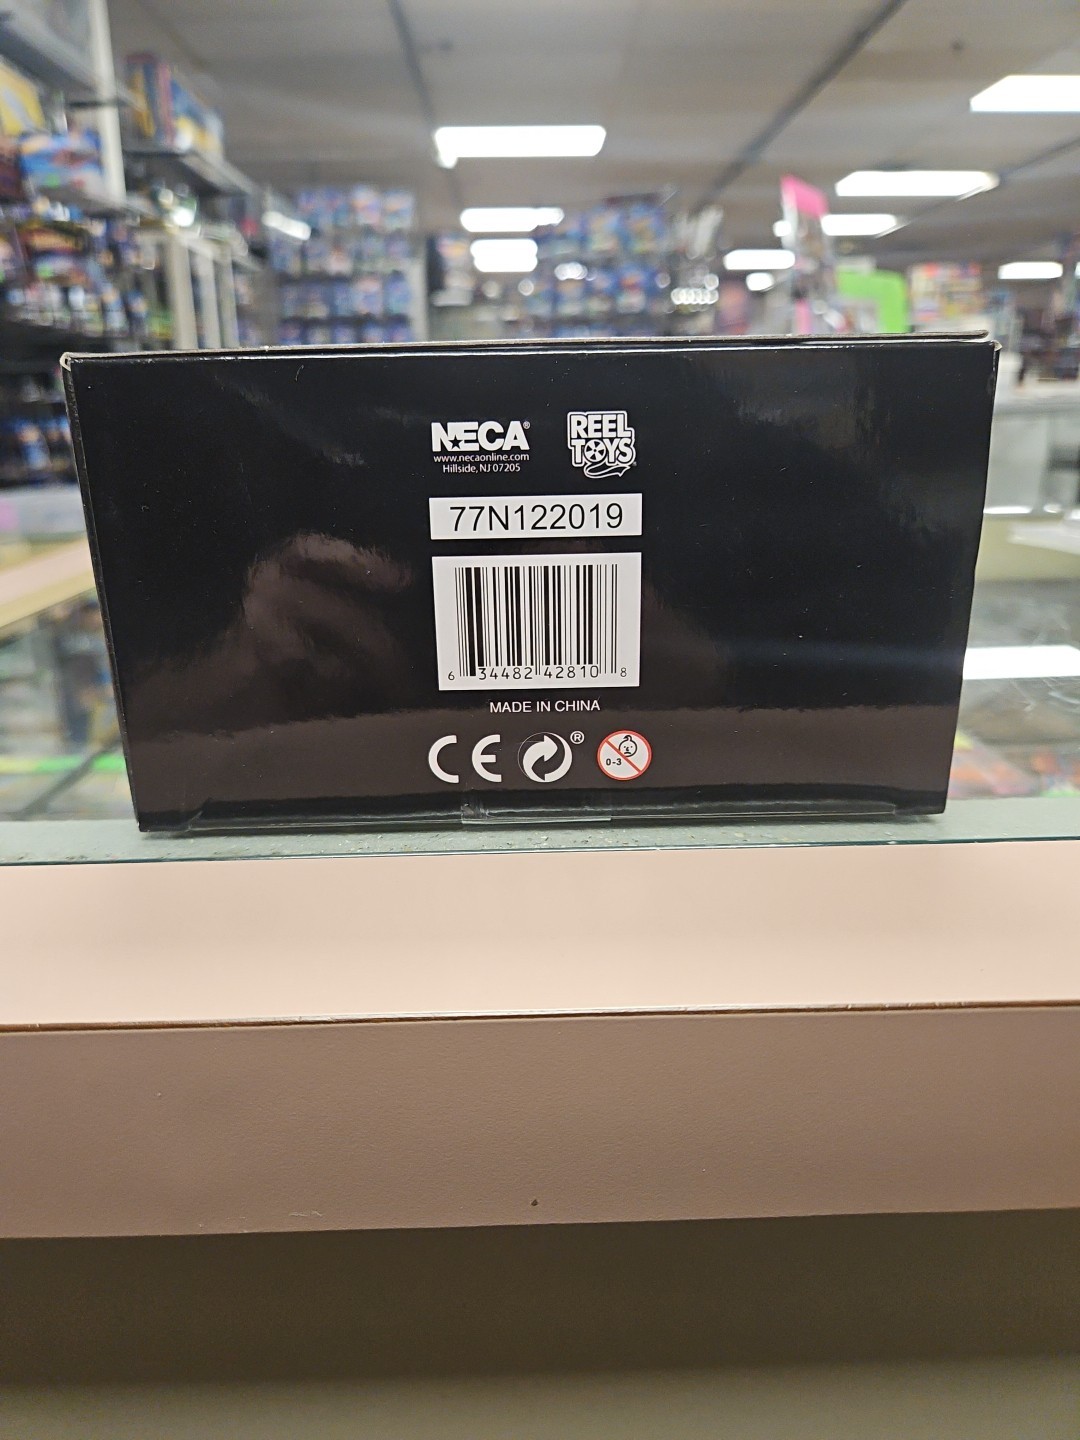 NECA®
www.necaonline.com
Hillside, NJ 07205
REEL
TOYS
77N122019
6 34482 42810 8
MADE IN CHINA
CE
®
0-3